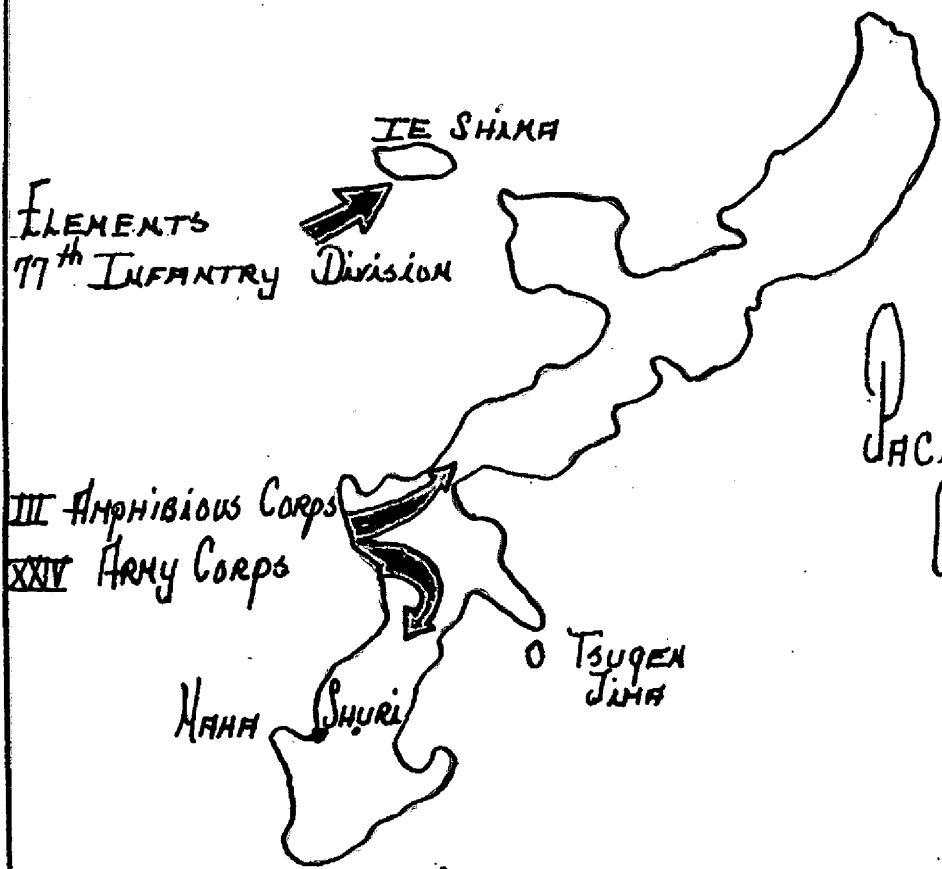 IE SHIMA
ELEMENTS
77th INFANTRY DIVISION
III AMPHIBIOUS CORPS
XXIV ARMY CORPS
TSUGEN
JIMA
NAHA
SHURI